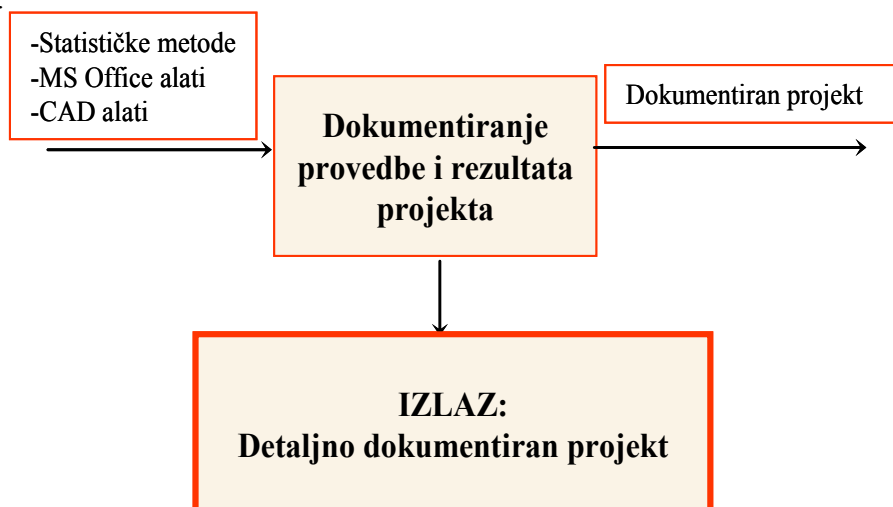 -Statističke metode
-MS Office alati
-CAD alati
Dokumentiranje
provedbe i rezultata
projekta
Dokumentiran projekt
IZLAZ:
Detaljno dokumentiran projekt